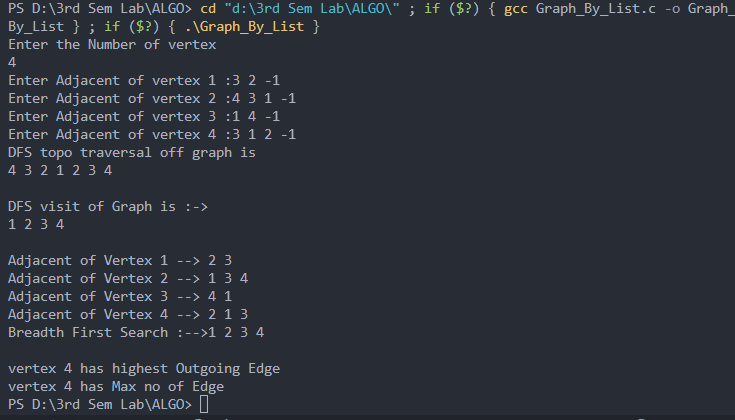 PS D:\3rd Sem Lab\ALGO> cd "d:\3rd Sem Lab\ALGO\" ; if ($?) { gcc Graph_By_List.c -o Graph_
By_List } ; if ($?) { .\Graph_By_List }
Enter the Number of vertex
4
Enter Adjacent of vertex 1 :3 2 -1
Enter Adjacent of vertex 2 :4 3 1 -1
Enter Adjacent of vertex 3 :1 4 -1
Enter Adjacent of vertex 4 :3 1 2 -1
DFS topo traversal off graph is
4 3 2 1 2 3 4
DFS visit of Graph is :->
1 2 3 4
Adjacent of Vertex 1 --> 2 3
Adjacent of Vertex 2 --> 1 3 4
Adjacent of Vertex 3 --> 4 1
Adjacent of Vertex 4 --> 2 1 3
Breadth First Search :-->1 2 3 4
vertex 4 has highest Outgoing Edge
vertex 4 has Max no of Edge
PS D:\3rd Sem Lab\ALGO>